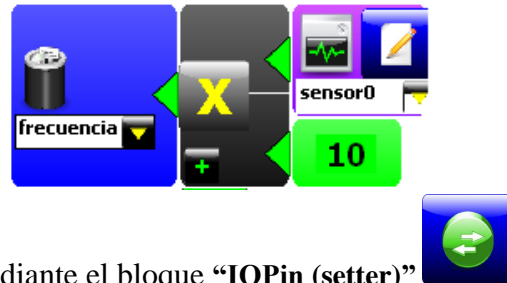 X
sensor0
frecuencia
+
10
diante el bloque “IOPin (setter)”